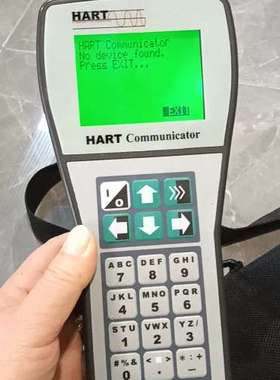 HART
HART Communicator
No device found.
Press EXIT...
EXIT
HART Communicator
I/O
ABC
7
DEF
8
GHI
9
JKL
4
MNO
5
PQR
6
STU
1
VWX
2
YZ/
3
#%&
0